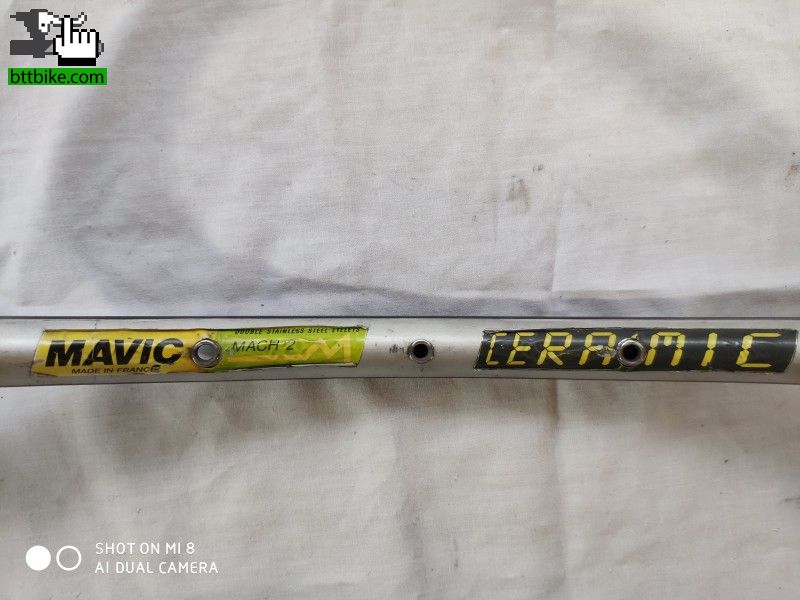 bttbike.com
DOUBLE STAINLESS STEEL EYELETS
MAVIC MACH 2
MADE IN FRANCE
CERAMIC
SHOT ON MI 8
AI DUAL CAMERA